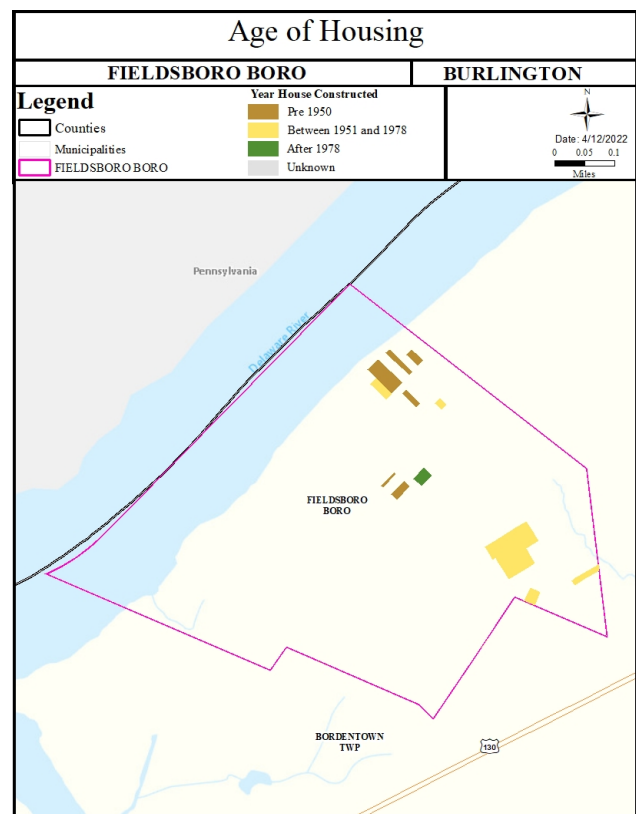 Age of Housing
FIELDSBORO BORO
BURLINGTON
Legend
Counties
Municipalities
FIELDSBORO BORO
Year House Constructed
Pre 1950
Between 1951 and 1978
After 1978
Unknown
N
Date: 4/12/2022
0 0.05 0.1
Miles
Pennsylvania
Delaware River
FIELDSBORO
BORO
BORDENTOWN
TWP
130